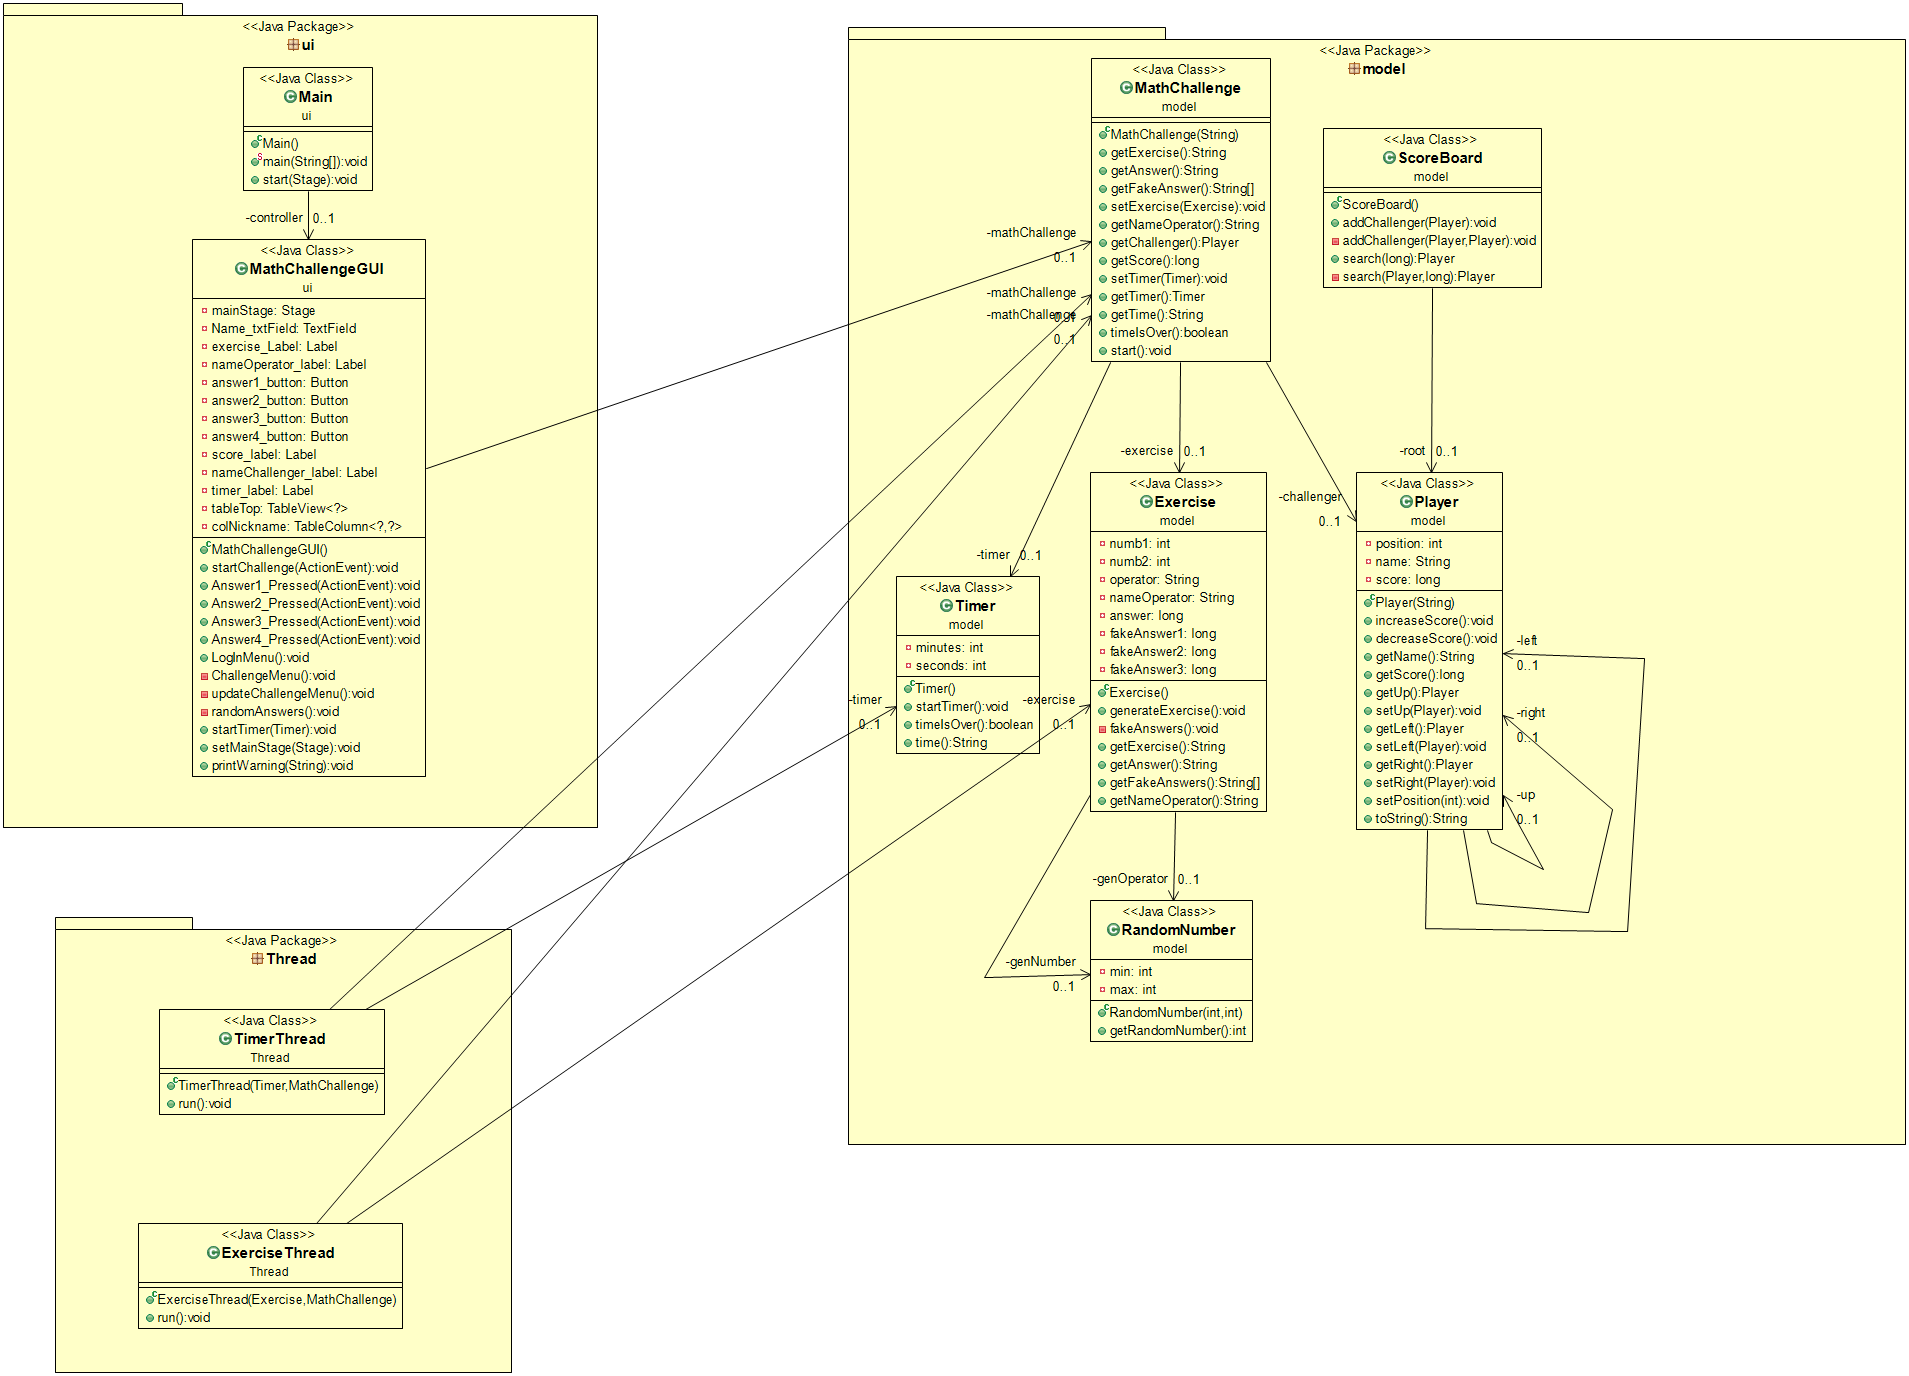 <<Java Package>>
ui
<<Java Class>>
Main
ui
Main()
main(String[]):void
start(Stage):void
-controller
0..1
<<Java Class>>
MathChallengeGUI
ui
mainStage: Stage
Name_txtField: TextField
exercise_Label: Label
nameOperator_label: Label
answer1_button: Button
answer2_button: Button
answer3_button: Button
answer4_button: Button
score_label: Label
nameChallenger_label: Label
timer_label: Label
tableTop: TableView<?>
colNickname: TableColumn<?,?>
MathChallengeGUI()
startChallenge(ActionEvent):void
Answer1_Pressed(ActionEvent):void
Answer2_Pressed(ActionEvent):void
Answer3_Pressed(ActionEvent):void
Answer4_Pressed(ActionEvent):void
LogInMenu():void
ChallengeMenu():void
updateChallengeMenu():void
randomAnswers():void
startTimer(Timer):void
setMainStage(Stage):void
printWarning(String):void
<<Java Package>>
Thread
<<Java Class>>
TimerThread
Thread
TimerThread(Timer,MathChallenge)
run():void
<<Java Class>>
ExerciseThread
Thread
ExerciseThread(Exercise,MathChallenge)
run():void
<<Java Package>>
model
<<Java Class>>
MathChallenge
model
MathChallenge(String)
getExercise():String
getAnswer():String
getFakeAnswer():String[]
setExercise(Exercise):void
getNameOperator():String
getChallenger():Player
getScore():long
setTimer(Timer):void
getTimer():Timer
getTime():String
timeIsOver():boolean
start():void
-mathChallenge
0..1
-mathChallenge
0..1
-mathChallenge
0..1
<<Java Class>>
ScoreBoard
model
ScoreBoard()
addChallenger(Player):void
addChallenger(Player,Player):void
search(long):Player
search(Player,long):Player
-root
0..1
-exercise
0..1
-challenger
0..1
-timer
0..1
<<Java Class>>
Timer
model
minutes: int
seconds: int
Timer()
startTimer():void
timeIsOver():boolean
time():String
-timer
0..1
-exercise
0..1
<<Java Class>>
Exercise
model
numb1: int
numb2: int
operator: String
nameOperator: String
answer: long
fakeAnswer1: long
fakeAnswer2: long
fakeAnswer3: long
Exercise()
generateExercise():void
fakeAnswers():void
getExercise():String
getAnswer():String
getFakeAnswers():String[]
getNameOperator():String
-genOperator
0..1
-genNumber
0..1
<<Java Class>>
RandomNumber
model
min: int
max: int
RandomNumber(int,int)
getRandomNumber():int
<<Java Class>>
Player
model
position: int
name: String
score: long
Player(String)
increaseScore():void
decreaseScore():void
getName():String
getScore():long
getUp():Player
setUp(Player):void
getLeft():Player
setLeft(Player):void
getRight():Player
setRight(Player):void
setPosition(int):void
toString():String
-left
0..1
-right
0..1
-up
0..1